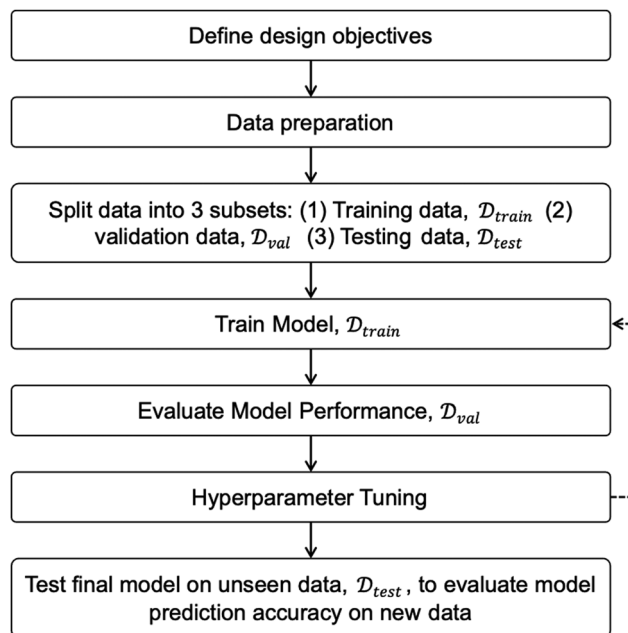 Define design objectives
Data preparation
Split data into 3 subsets: (1) Training data, 𝒟train (2)
validation data, 𝒟val (3) Testing data, 𝒟test
Train Model, 𝒟train
Evaluate Model Performance, 𝒟val
Hyperparameter Tuning
Test final model on unseen data, 𝒟test, to evaluate model
prediction accuracy on new data